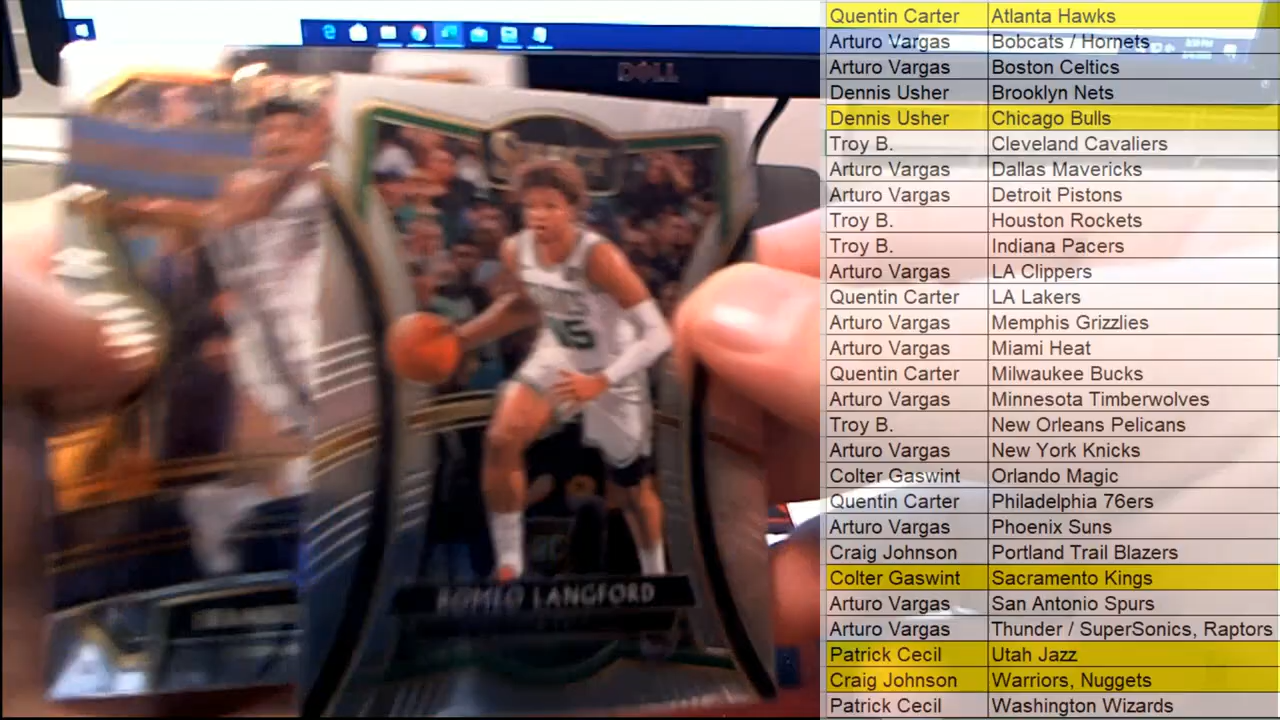 DELL
SELECT
45
ROMEO LANGFORD
Quentin Carter Atlanta Hawks
Arturo Vargas Bobcats / Hornets
Arturo Vargas Boston Celtics
Dennis Usher Brooklyn Nets
Dennis Usher Chicago Bulls
Troy B. Cleveland Cavaliers
Arturo Vargas Dallas Mavericks
Arturo Vargas Detroit Pistons
Troy B. Houston Rockets
Troy B. Indiana Pacers
Arturo Vargas LA Clippers
Quentin Carter LA Lakers
Arturo Vargas Memphis Grizzlies
Arturo Vargas Miami Heat
Quentin Carter Milwaukee Bucks
Arturo Vargas Minnesota Timberwolves
Troy B. New Orleans Pelicans
Arturo Vargas New York Knicks
Colter Gaswint Orlando Magic
Quentin Carter Philadelphia 76ers
Arturo Vargas Phoenix Suns
Craig Johnson Portland Trail Blazers
Colter Gaswint Sacramento Kings
Arturo Vargas San Antonio Spurs
Arturo Vargas Thunder / SuperSonics, Raptors
Patrick Cecil Utah Jazz
Craig Johnson Warriors, Nuggets
Patrick Cecil Washington Wizards